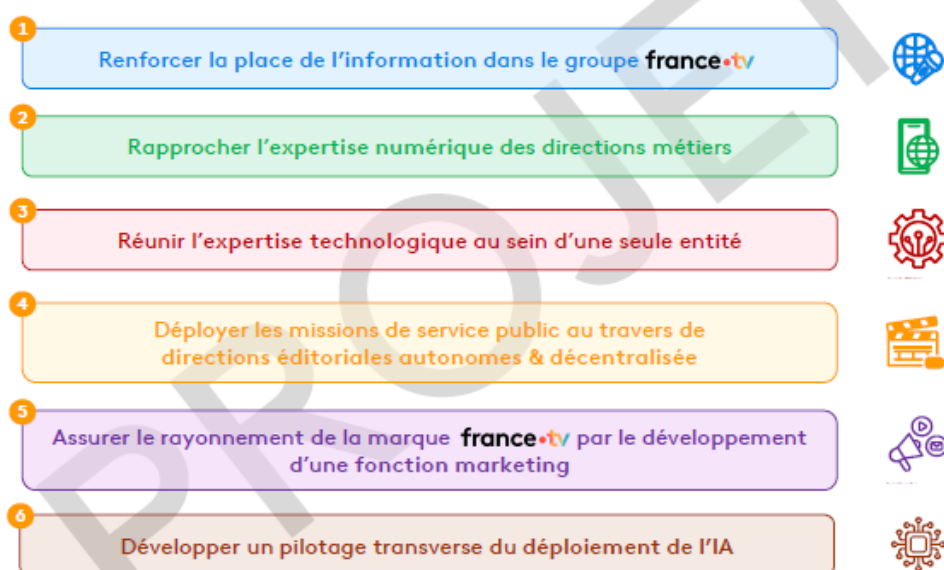 1
Renforcer la place de l'information dans le groupe france•tv
2
Rapprocher l'expertise numérique des directions métiers
3
Réunir l'expertise technologique au sein d'une seule entité
4
Déployer les missions de service public au travers de
directions éditoriales autonomes & décentralisée
5
Assurer le rayonnement de la marque france•tv par le développement
d'une fonction marketing
6
Développer un pilotage transverse du déploiement de l'IA
PROJET